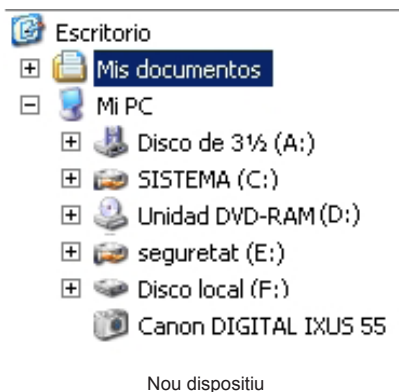 Escritorio
Mis documentos
Mi PC
Disco de 3½ (A:)
SISTEMA (C:)
Unidad DVD-RAM (D:)
seguretat (E:)
Disco local (F:)
Canon DIGITAL IXUS 55
Nou dispositiu